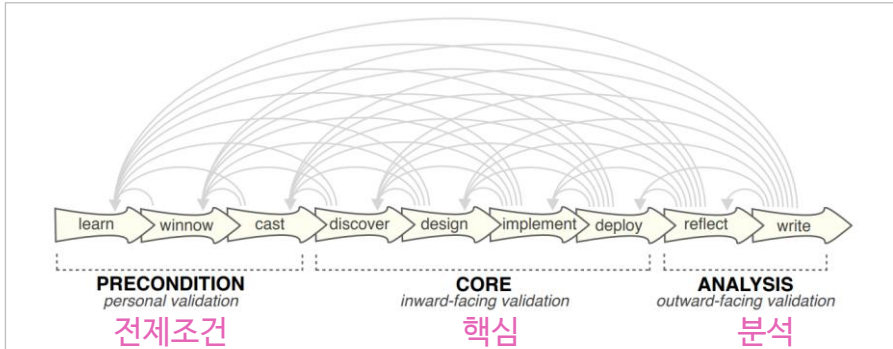 learn winnow cast discover design implement deploy reflect write
PRECONDITION CORE ANALYSIS
personal validation inward-facing validation outward-facing validation
전제조건 핵심 분석